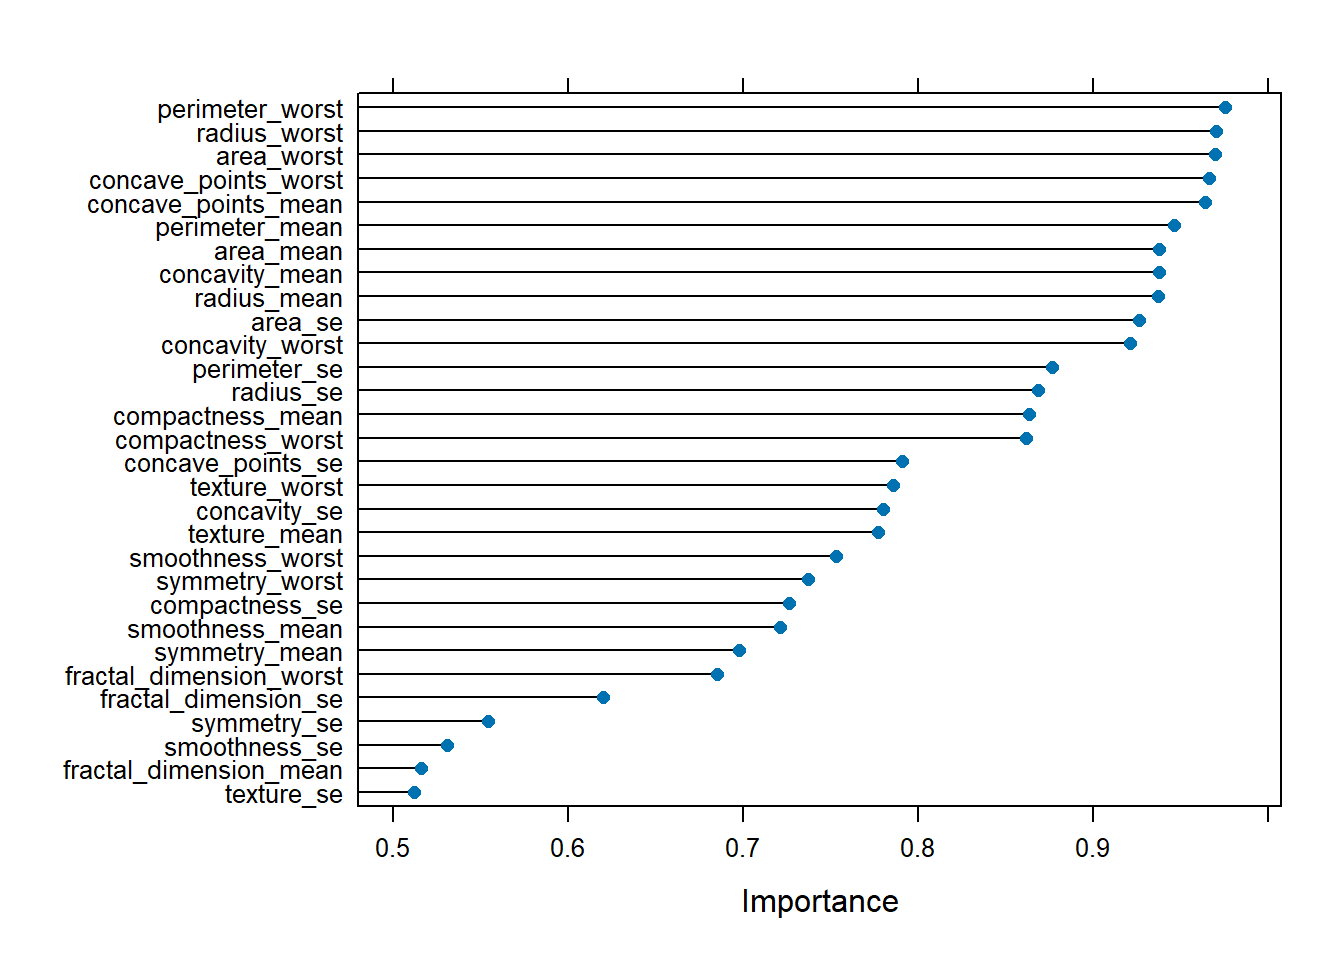 perimeter_worst
radius_worst
area_worst
concave_points_worst
concave_points_mean
perimeter_mean
area_mean
concavity_mean
radius_mean
area_se
concavity_worst
perimeter_se
radius_se
compactness_mean
compactness_worst
concave_points_se
texture_worst
concavity_se
texture_mean
smoothness_worst
symmetry_worst
compactness_se
smoothness_mean
symmetry_mean
fractal_dimension_worst
fractal_dimension_se
symmetry_se
smoothness_se
fractal_dimension_mean
texture_se
0.5 0.6 0.7 0.8 0.9
Importance